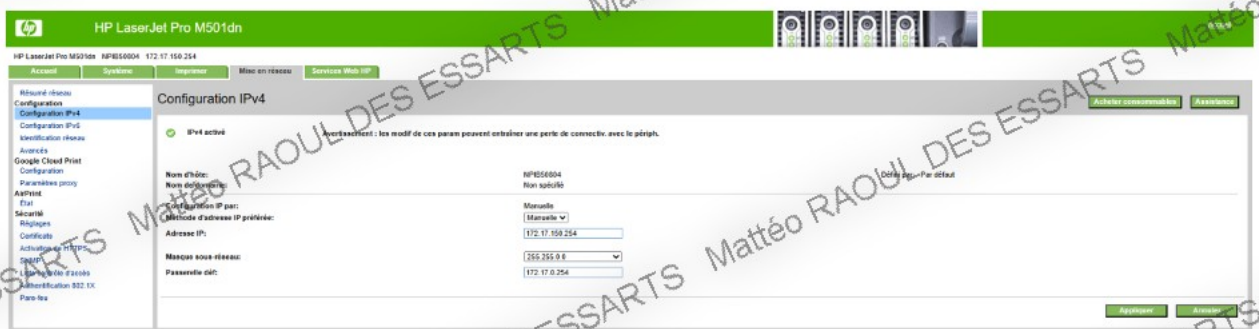 hp HP LaserJet Pro M501dn
HP LaserJet Pro M501dn NPIB50804 172.17.150.254
Accueil Système Imprimer Mise en réseau Services Web HP
Résumé réseau
Configuration
Configuration IPv4
Configuration IPv6
Identification réseau
Avancés
Google Cloud Print
Configuration
Paramètres proxy
AirPrint
État
Sécurité
Réglages
Certificats
Activation de HTTPS
SNMP
Authentification 802.1X
Pare-feu
Configuration IPv4
Acheter consommables Assistance
IPv4 activé Avertissement : les modif de ces param peuvent entraîner une perte de connectiv. avec le périph.
Nom d'hôte: NPIB50804 Défini par: Par défaut
Nom de domaine: Non spécifié
Configuration IP par: Manuelle
Méthode d'adresse IP préférée: Manuelle
Adresse IP: 172.17.150.254
Masque sous-réseau: 255.255.0.0
Passerelle déf: 172.17.0.254
Appliquer Annuler
Mattéo RAOUL DES ESSARTS
Mattéo RAOUL DES ESSARTS